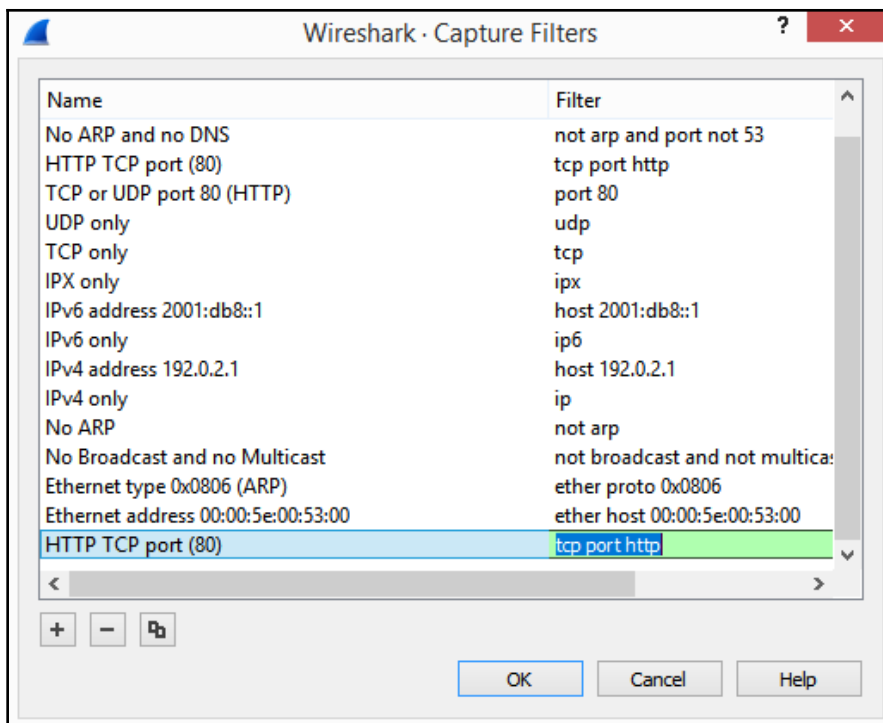 Wireshark · Capture Filters
?
×
Name Filter
No ARP and no DNS not arp and port not 53
HTTP TCP port (80) tcp port http
TCP or UDP port 80 (HTTP) port 80
UDP only udp
TCP only tcp
IPX only ipx
IPv6 address 2001:db8::1 host 2001:db8::1
IPv6 only ip6
IPv4 address 192.0.2.1 host 192.0.2.1
IPv4 only ip
No ARP not arp
No Broadcast and no Multicast not broadcast and not multica
Ethernet type 0x0806 (ARP) ether proto 0x0806
Ethernet address 00:00:5e:00:53:00 ether host 00:00:5e:00:53:00
HTTP TCP port (80) tcp port http
+ −
OK Cancel Help